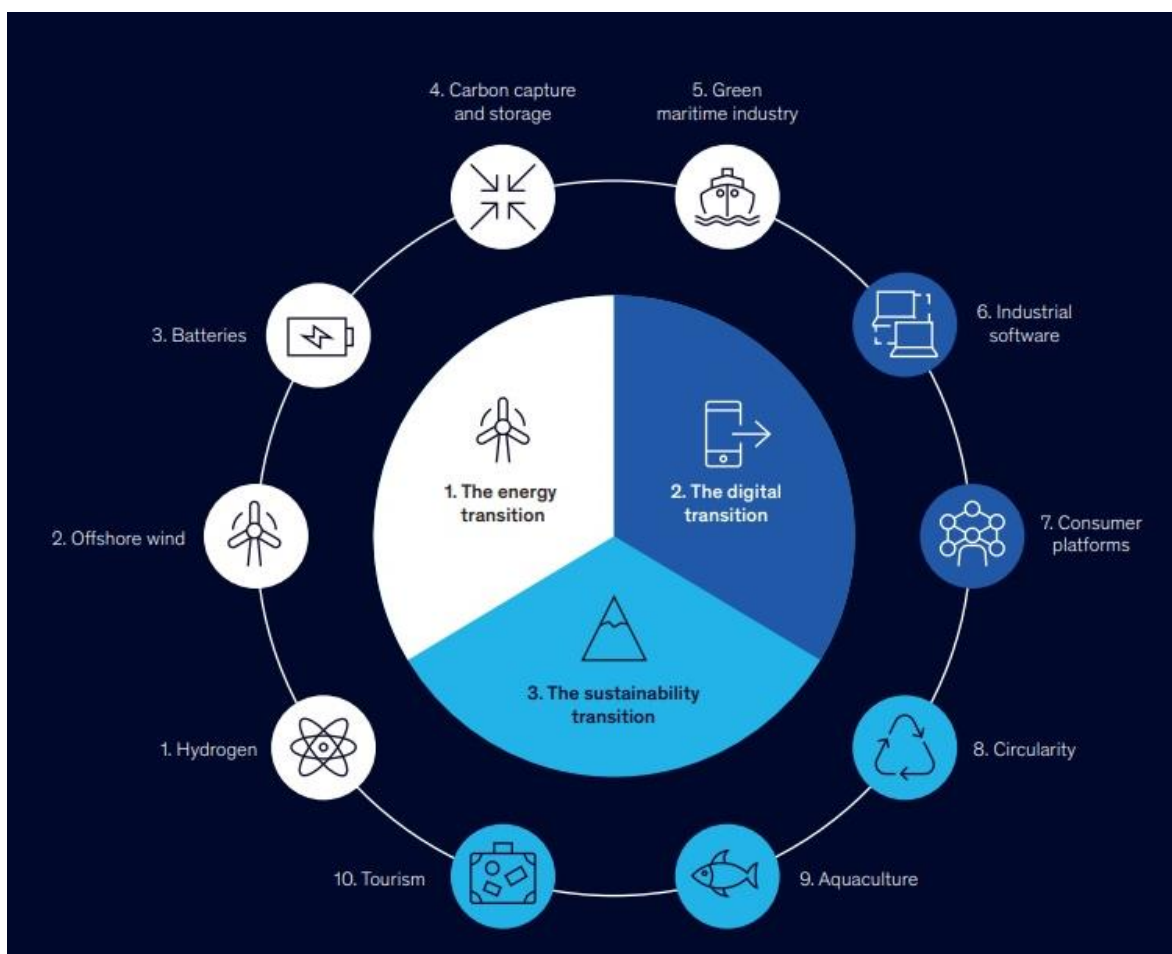 4. Carbon capture
and storage
5. Green
maritime industry
3. Batteries
6. Industrial
software
1. The energy
transition
2. The digital
transition
2. Offshore wind
7. Consumer
platforms
3. The sustainability
transition
1. Hydrogen
8. Circularity
10. Tourism
9. Aquaculture